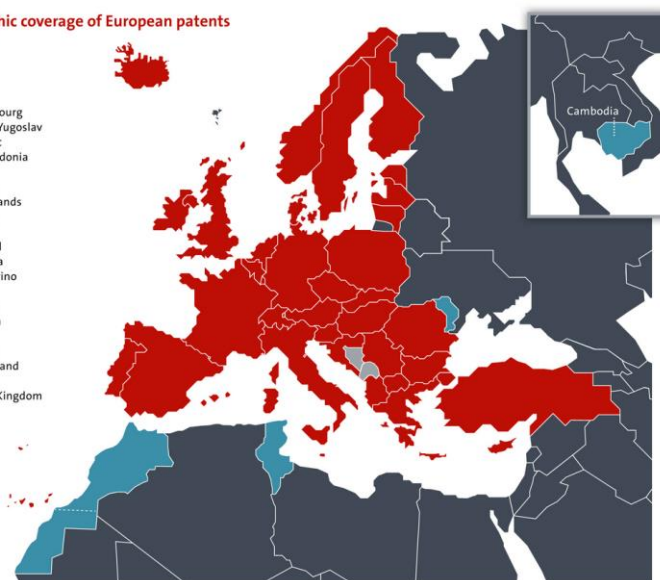 hic coverage of European patents
ourg
Yugoslav
donia
ands
a
ino
and
Kingdom
Cambodia